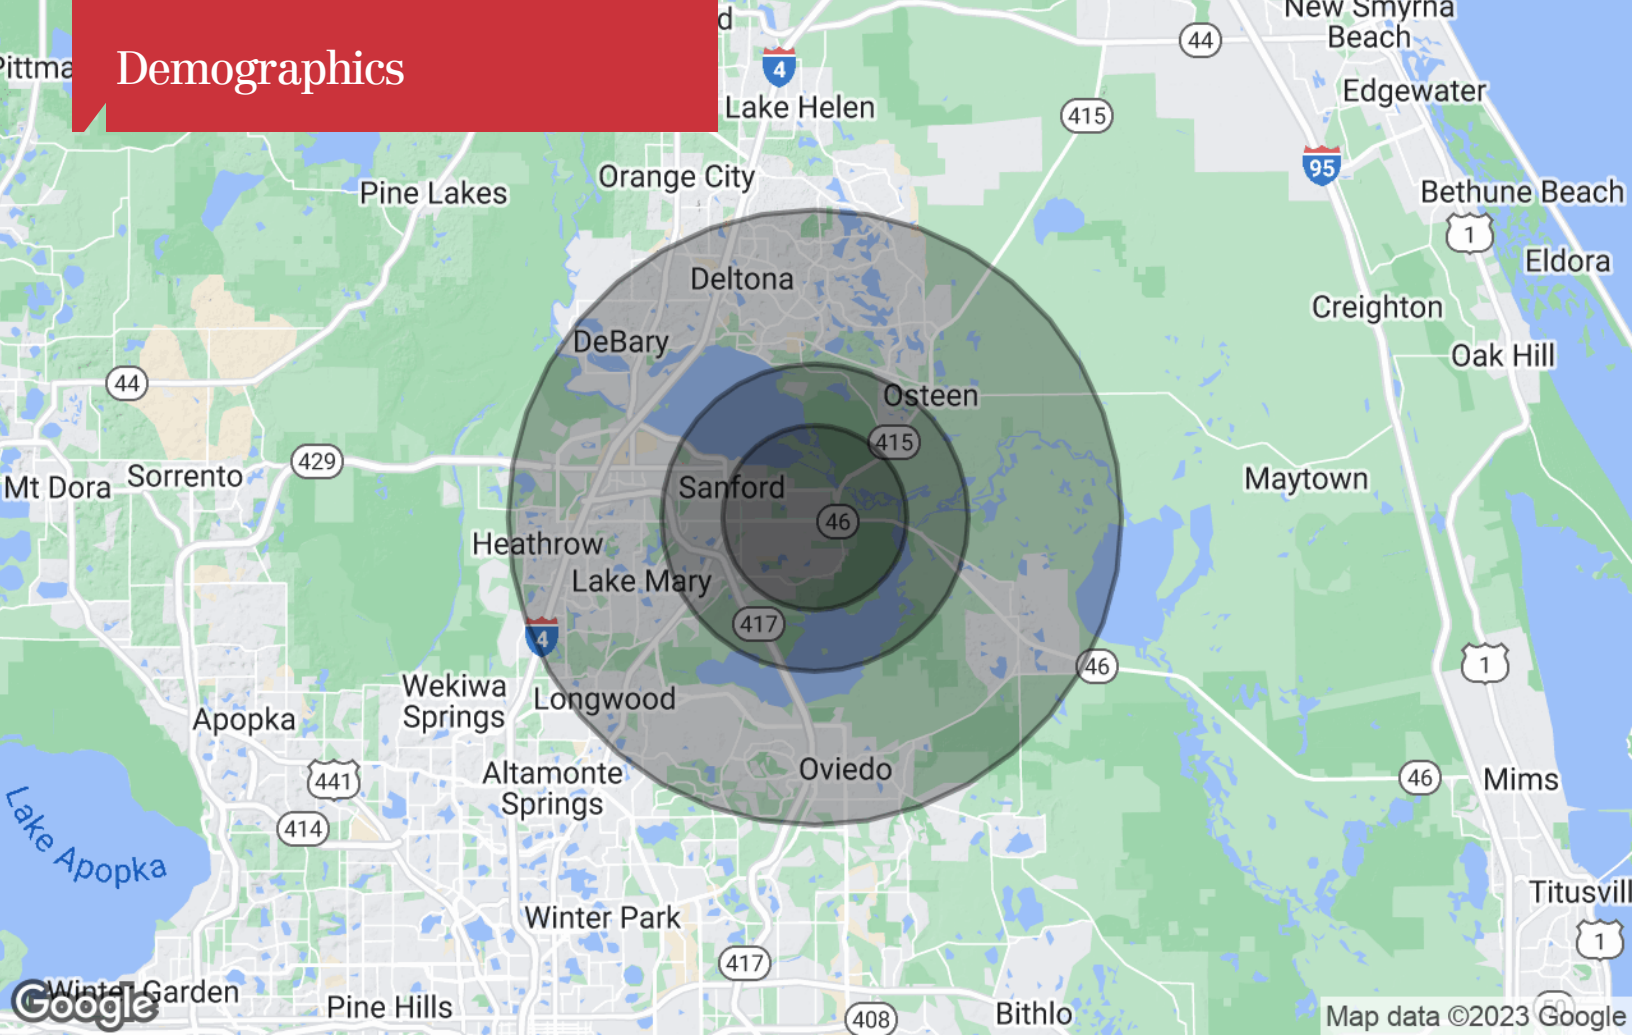 Demographics
d
New Smyrna
Beach
44
4
Pittma
Edgewater
Lake Helen
415
95
Orange City
Pine Lakes
Bethune Beach
1
Eldora
Deltona
Creighton
DeBary
Oak Hill
44
Osteen
415
429
Sorrento
Mt Dora
Sanford
Maytown
46
Heathrow
Lake Mary
417
4
46
1
Wekiwa
Springs
Longwood
Apopka
Oviedo
441
Altamonte
Springs
46
Mims
414
Lake Apopka
Titusvill
Winter Park
1
417
Winter Garden
Pine Hills
Google
Bithlo
408
50
Map data ©2023 Google